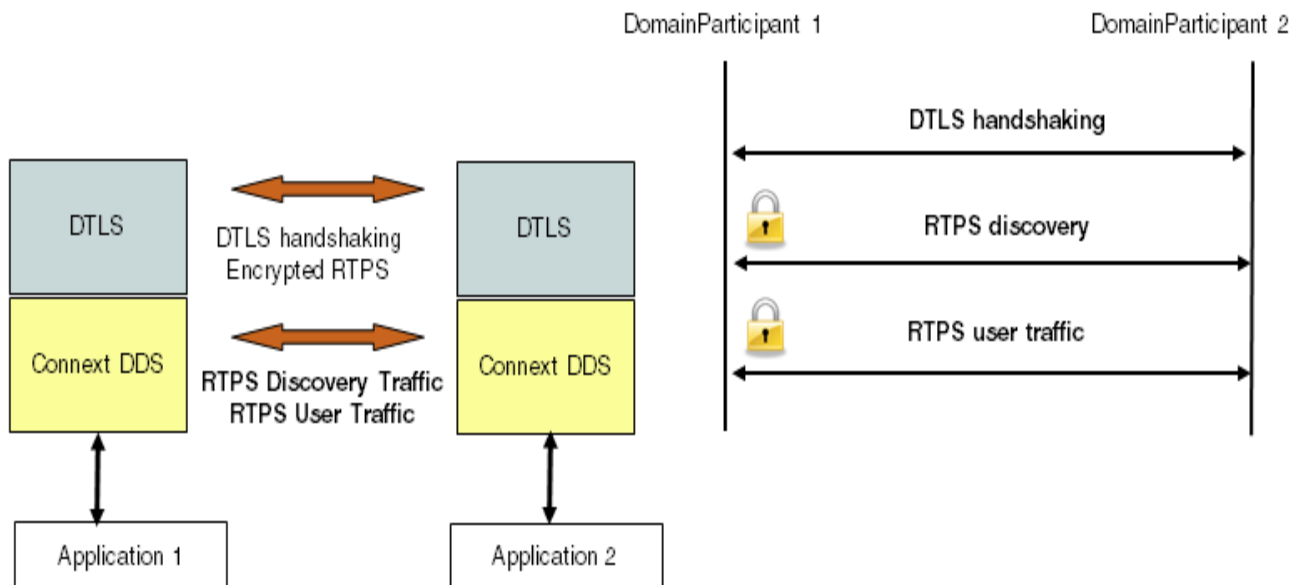 DomainParticipant 1
DomainParticipant 2
DTLS handshaking
RTPS discovery
RTPS user traffic
DTLS
DTLS handshaking
Encrypted RTPS
DTLS
Connext DDS
RTPS Discovery Traffic
RTPS User Traffic
Connext DDS
Application 1
Application 2